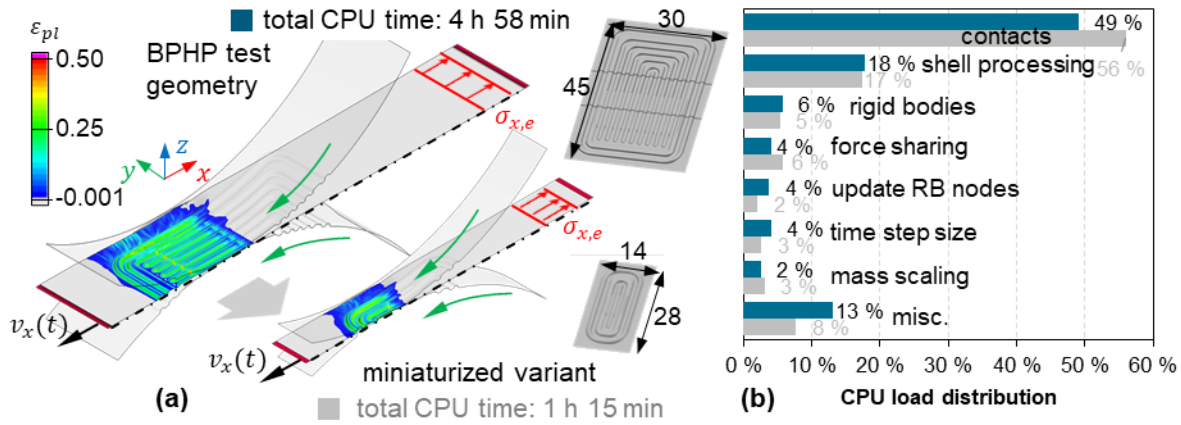 total CPU time: 4 h 58 min
ε_pl
0.50
0.25
-0.001
BPHP test
geometry
z
y
x
σ_x,e
30
45
σ_x,e
14
28
v_x(t)
v_x(t)
miniaturized variant
(a)
total CPU time: 1 h 15 min
49 %
contacts
56 %
18 % shell processing
17 %
6 % rigid bodies
5 %
4 % force sharing
6 %
4 % update RB nodes
2 %
4 % time step size
3 %
2 % mass scaling
3 %
13 % misc.
8 %
0 % 10 % 20 % 30 % 40 % 50 % 60 %
(b) CPU load distribution